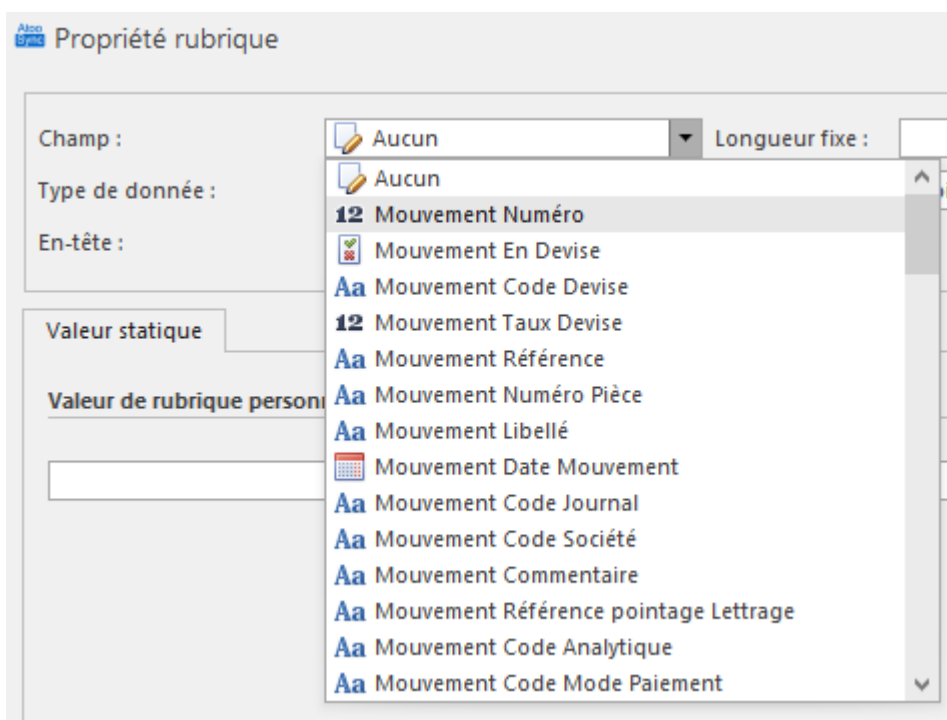 Atoo Sync Propriété rubrique
Champ : Aucun Longueur fixe :
Type de donnée :
En-tête :
Aucun
12 Mouvement Numéro
Mouvement En Devise
Aa Mouvement Code Devise
12 Mouvement Taux Devise
Aa Mouvement Référence
Aa Mouvement Numéro Pièce
Aa Mouvement Libellé
Mouvement Date Mouvement
Aa Mouvement Code Journal
Aa Mouvement Code Société
Aa Mouvement Commentaire
Aa Mouvement Référence pointage Lettrage
Aa Mouvement Code Analytique
Aa Mouvement Code Mode Paiement
Valeur statique
Valeur de rubrique person